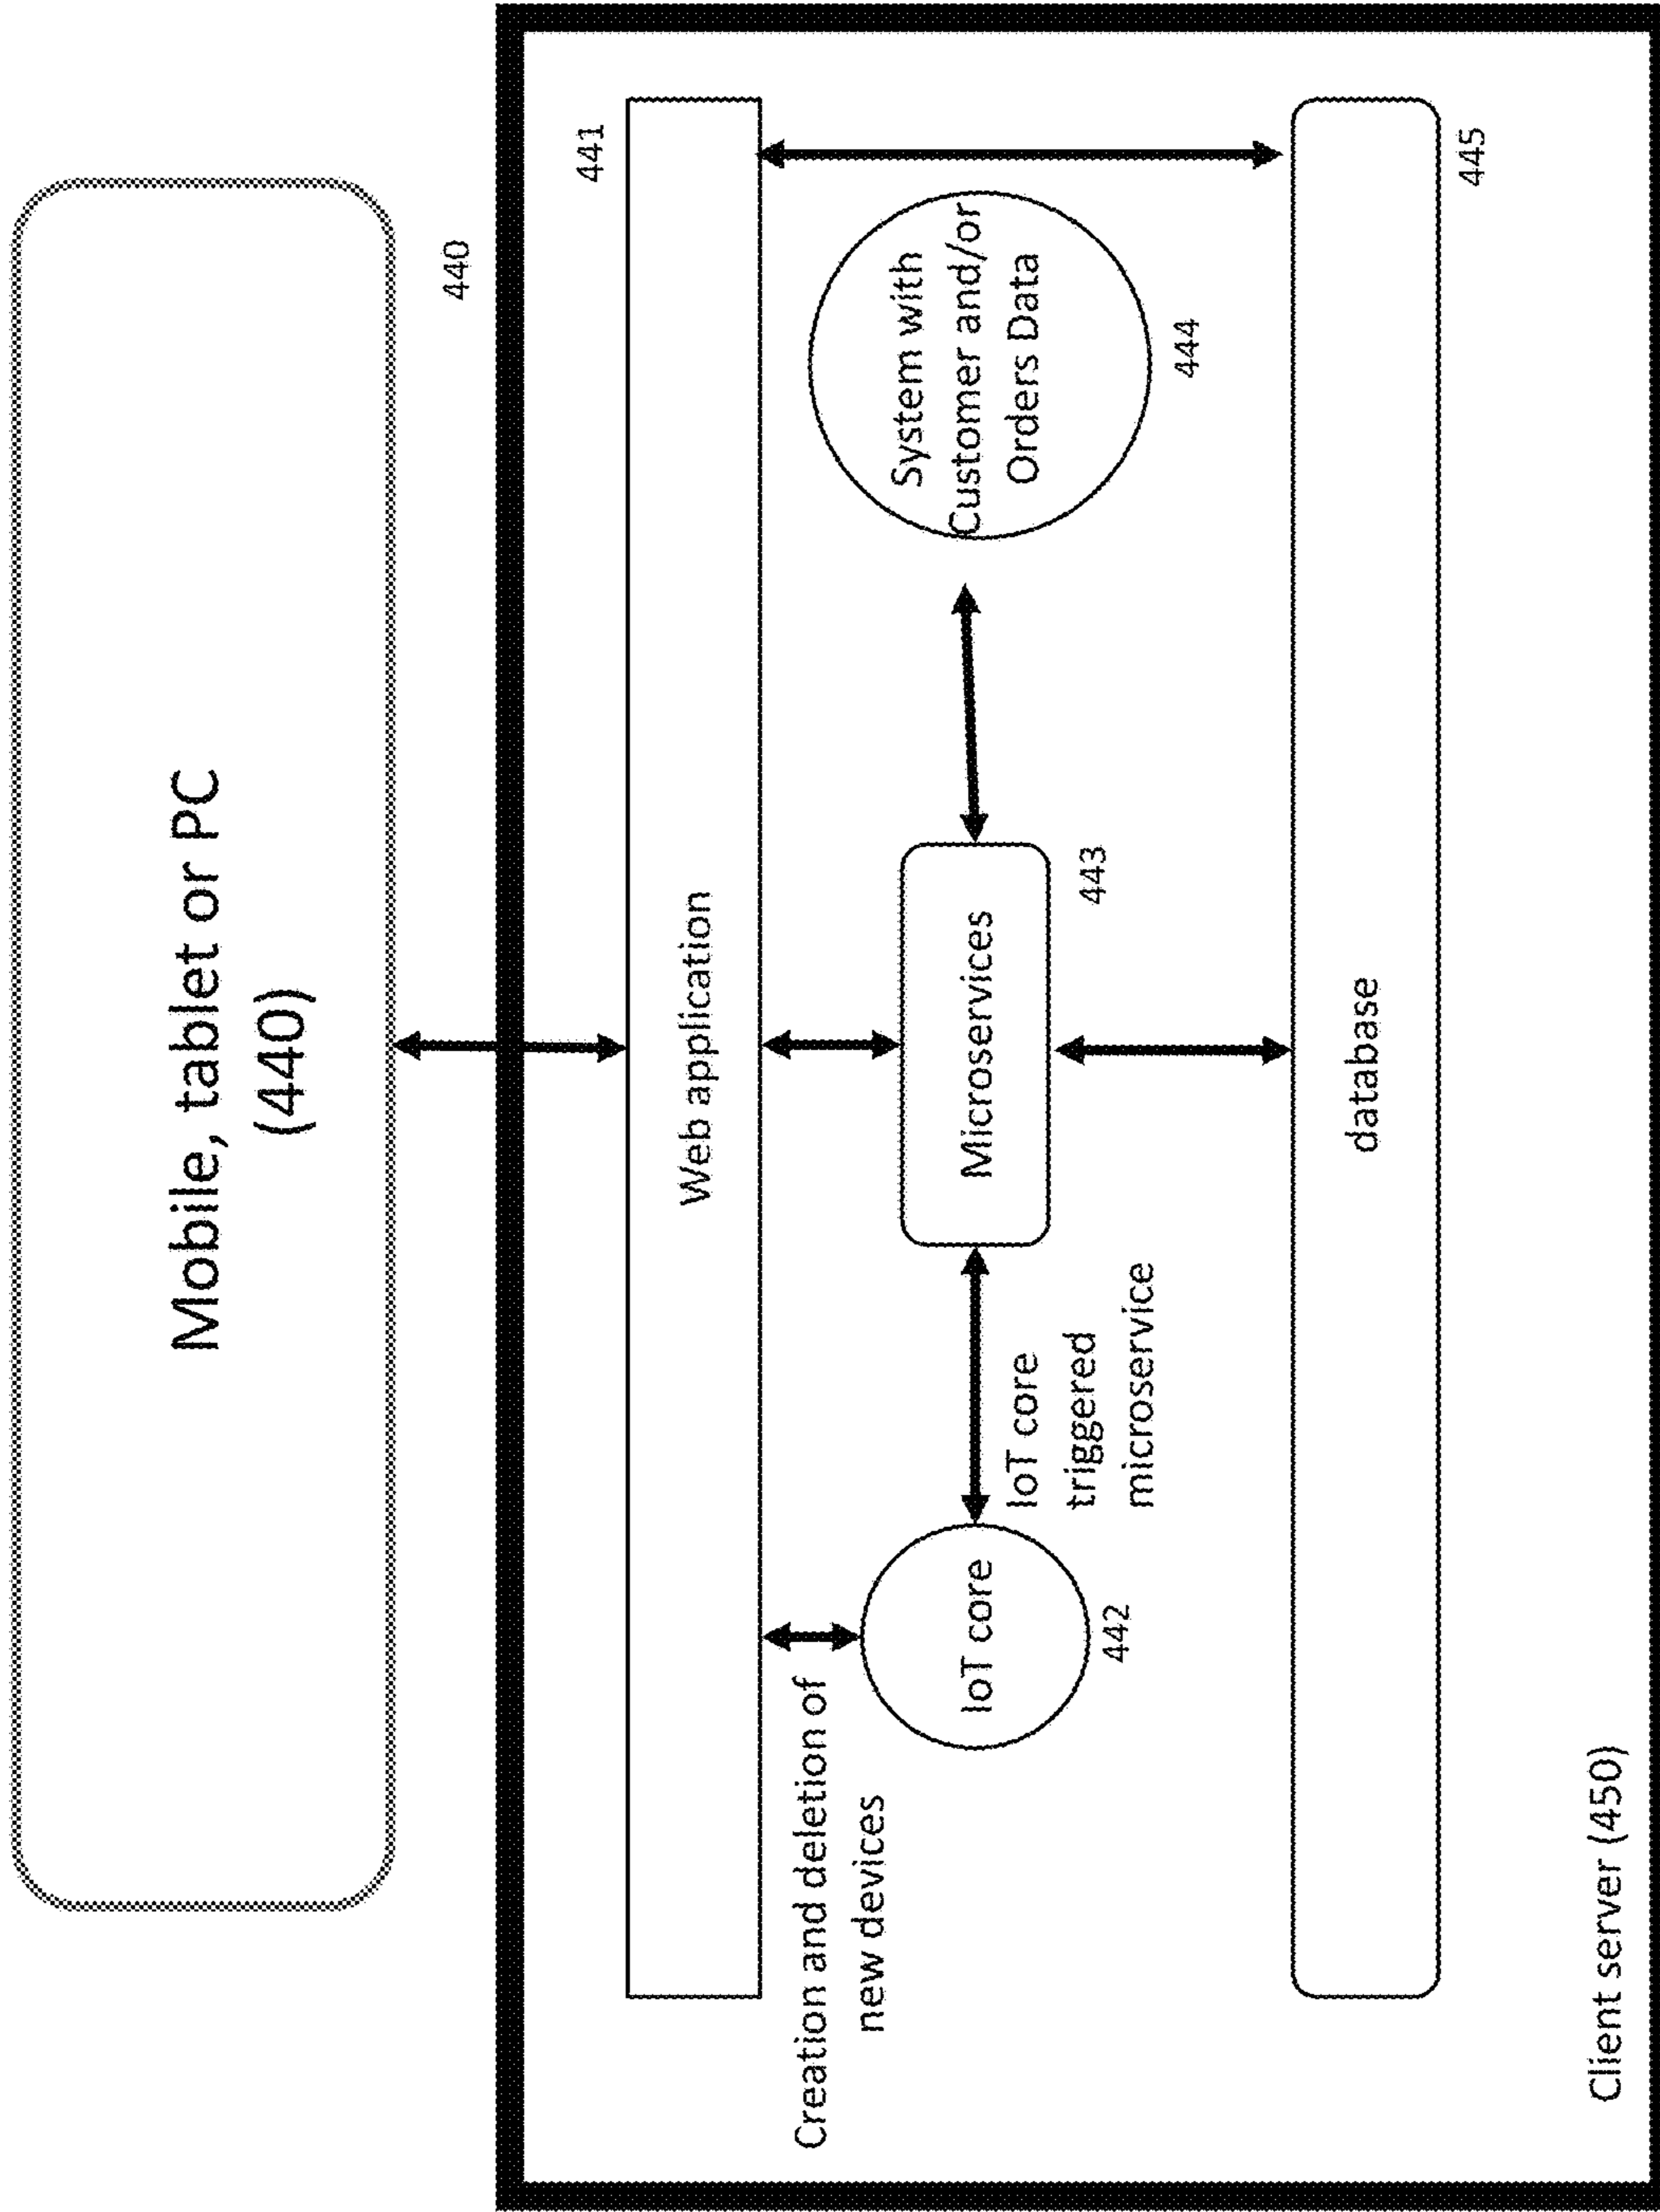 Mobile, tablet or PC
(440)
440
441
Web application
Creation and deletion of
new devices
IoT core
442
IoT core
triggered
microservice
Microservices
443
System with
Customer and/or
Orders Data
444
database
445
Client server (450)